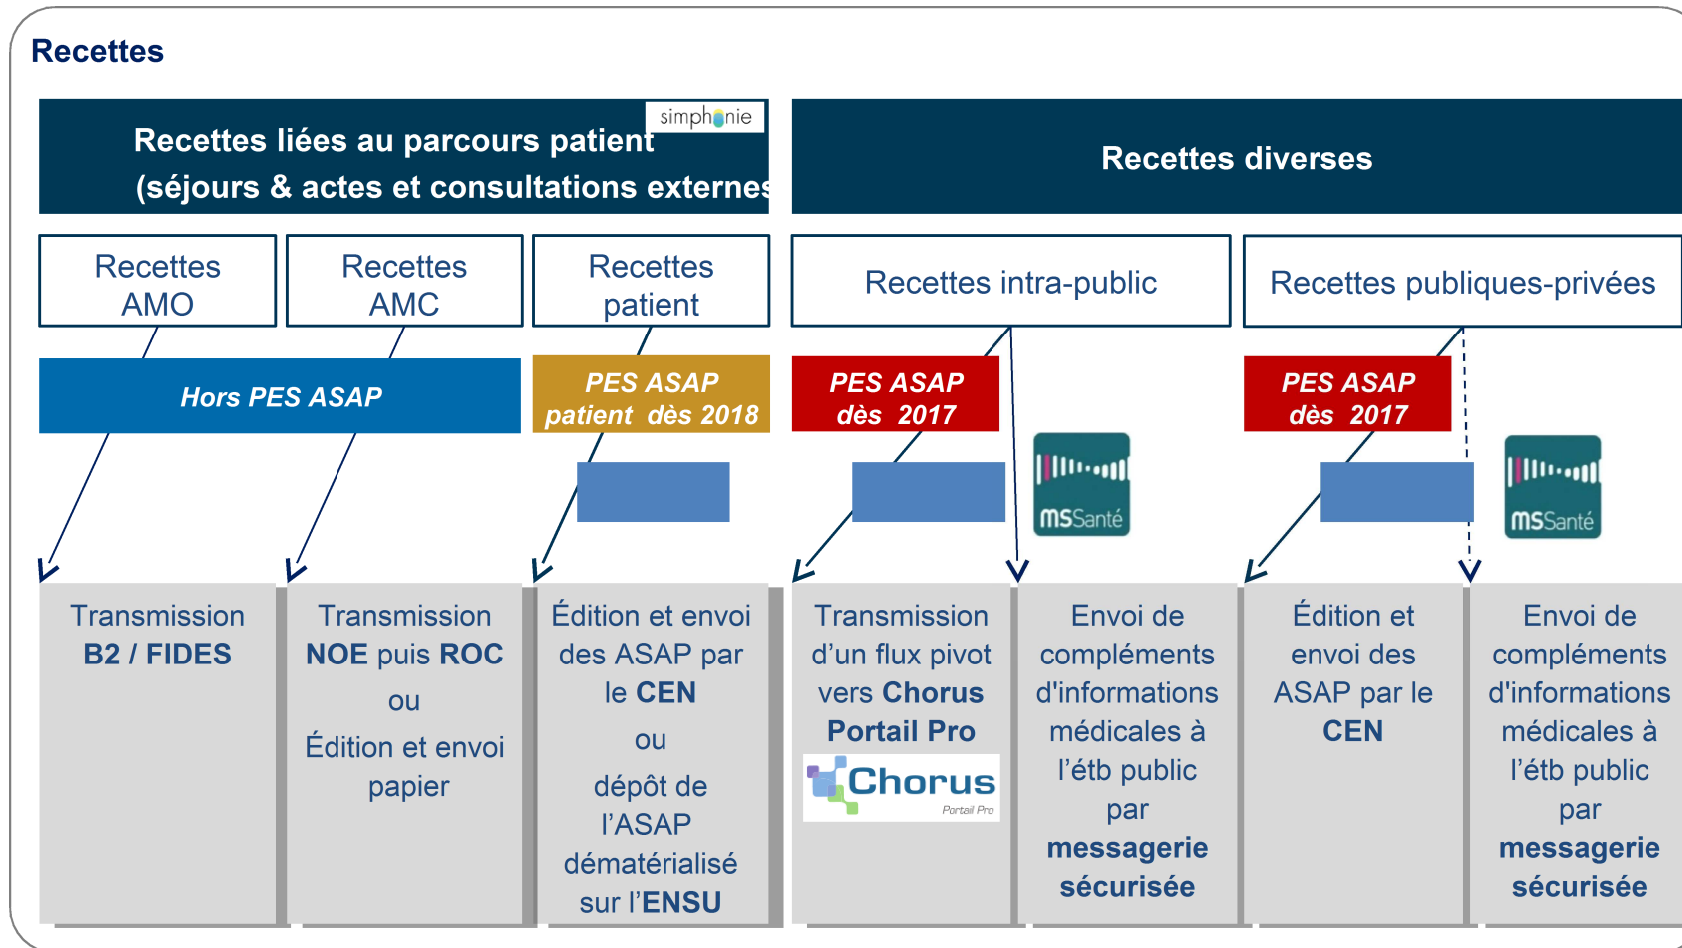 Recettes
simphonie
Recettes liées au parcours patient
(séjours & actes et consultations externes
Recettes diverses
Recettes
AMO
Recettes
AMC
Recettes
patient
Recettes intra-public
Recettes publiques-privées
Hors PES ASAP
PES ASAP
patient dès 2018
PES ASAP
dès 2017
PES ASAP
dès 2017
MSSanté
MSSanté
Transmission
B2 / FIDES
Transmission
NOE puis ROC
ou
Édition et envoi
papier
Édition et envoi
des ASAP par
le CEN
ou
dépôt de
l'ASAP
dématérialisé
sur l'ENSU
Transmission
d'un flux pivot
vers Chorus
Portail Pro
Chorus
Portail Pro
Envoi de
compléments
d'informations
médicales à
l'étb public
par
messagerie
sécurisée
Édition et
envoi des
ASAP par le
CEN
Envoi de
compléments
d'informations
médicales à
l'étb public
par
messagerie
sécurisée